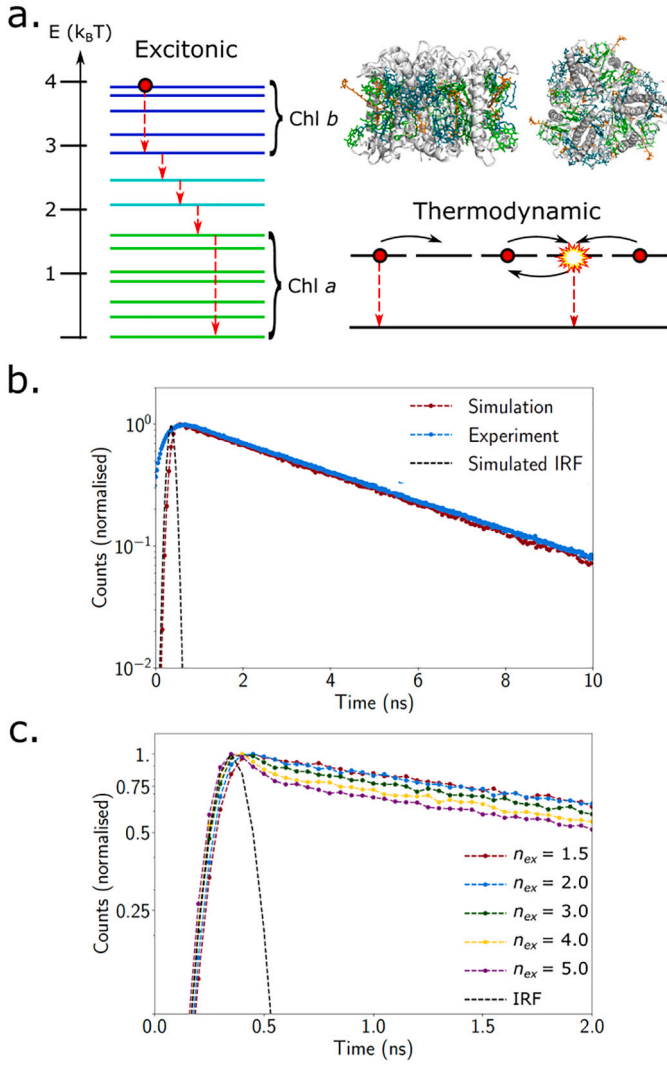 a.
E (k_BT)
Excitonic
4
3
2
1
Chl b
Chl a
Thermodynamic
b.
Simulation
Experiment
Simulated IRF
Counts (normalised)
10^0
10^-1
10^-2
0
2
4
6
8
10
Time (ns)
c.
Counts (normalised)
1.
0.75
0.5
0.25
n_ex = 1.5
n_ex = 2.0
n_ex = 3.0
n_ex = 4.0
n_ex = 5.0
IRF
0.0
0.5
1.0
1.5
2.0
Time (ns)